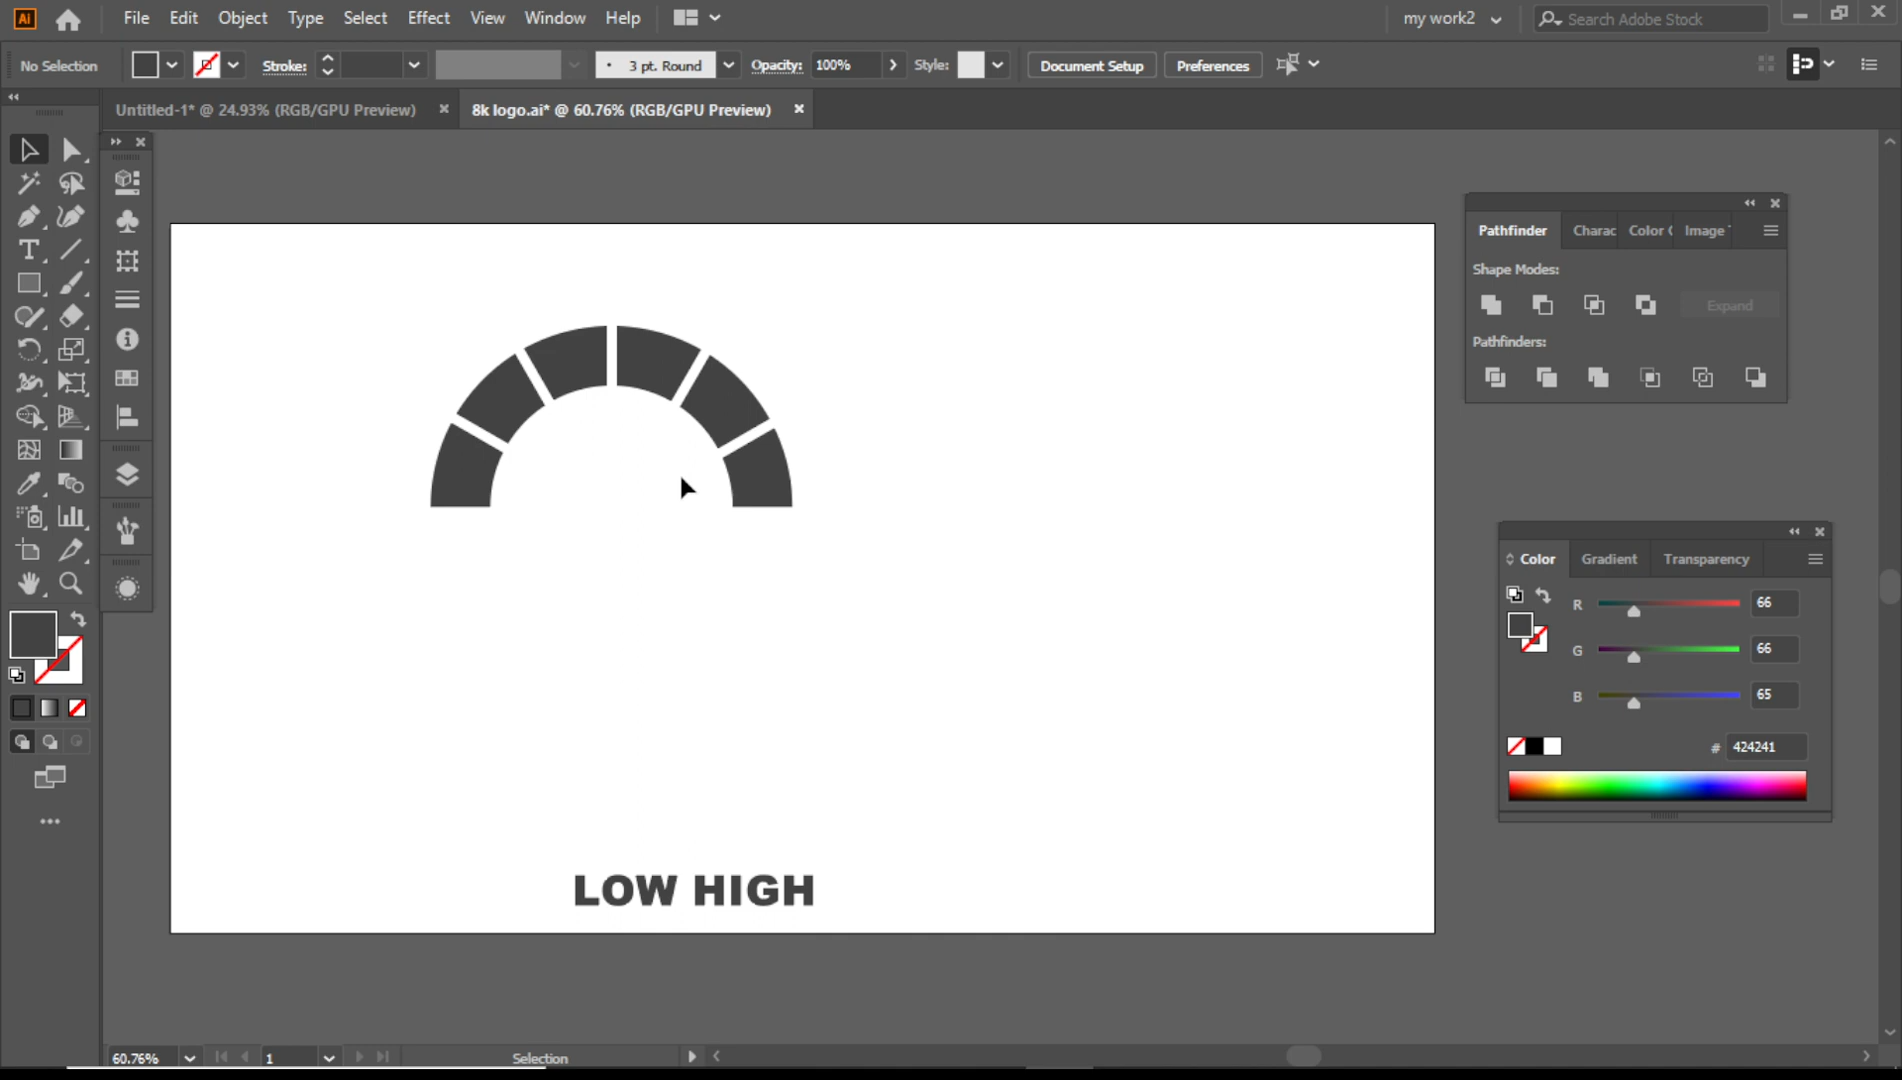 Ai File Edit Object Type Select Effect View Window Help my work2 Search Adobe Stock
No Selection Stroke: 3 pt. Round Opacity: 100% Style: Document Setup Preferences
Untitled-1* @ 24.93% (RGB/GPU Preview) 8k logo.ai* @ 60.76% (RGB/GPU Preview)
Pathfinder Charac Color Image
Shape Modes:
Expand
Pathfinders:
Color Gradient Transparency
R 66
G 66
B 65
# 424241
LOW HIGH
60.76% 1 Selection